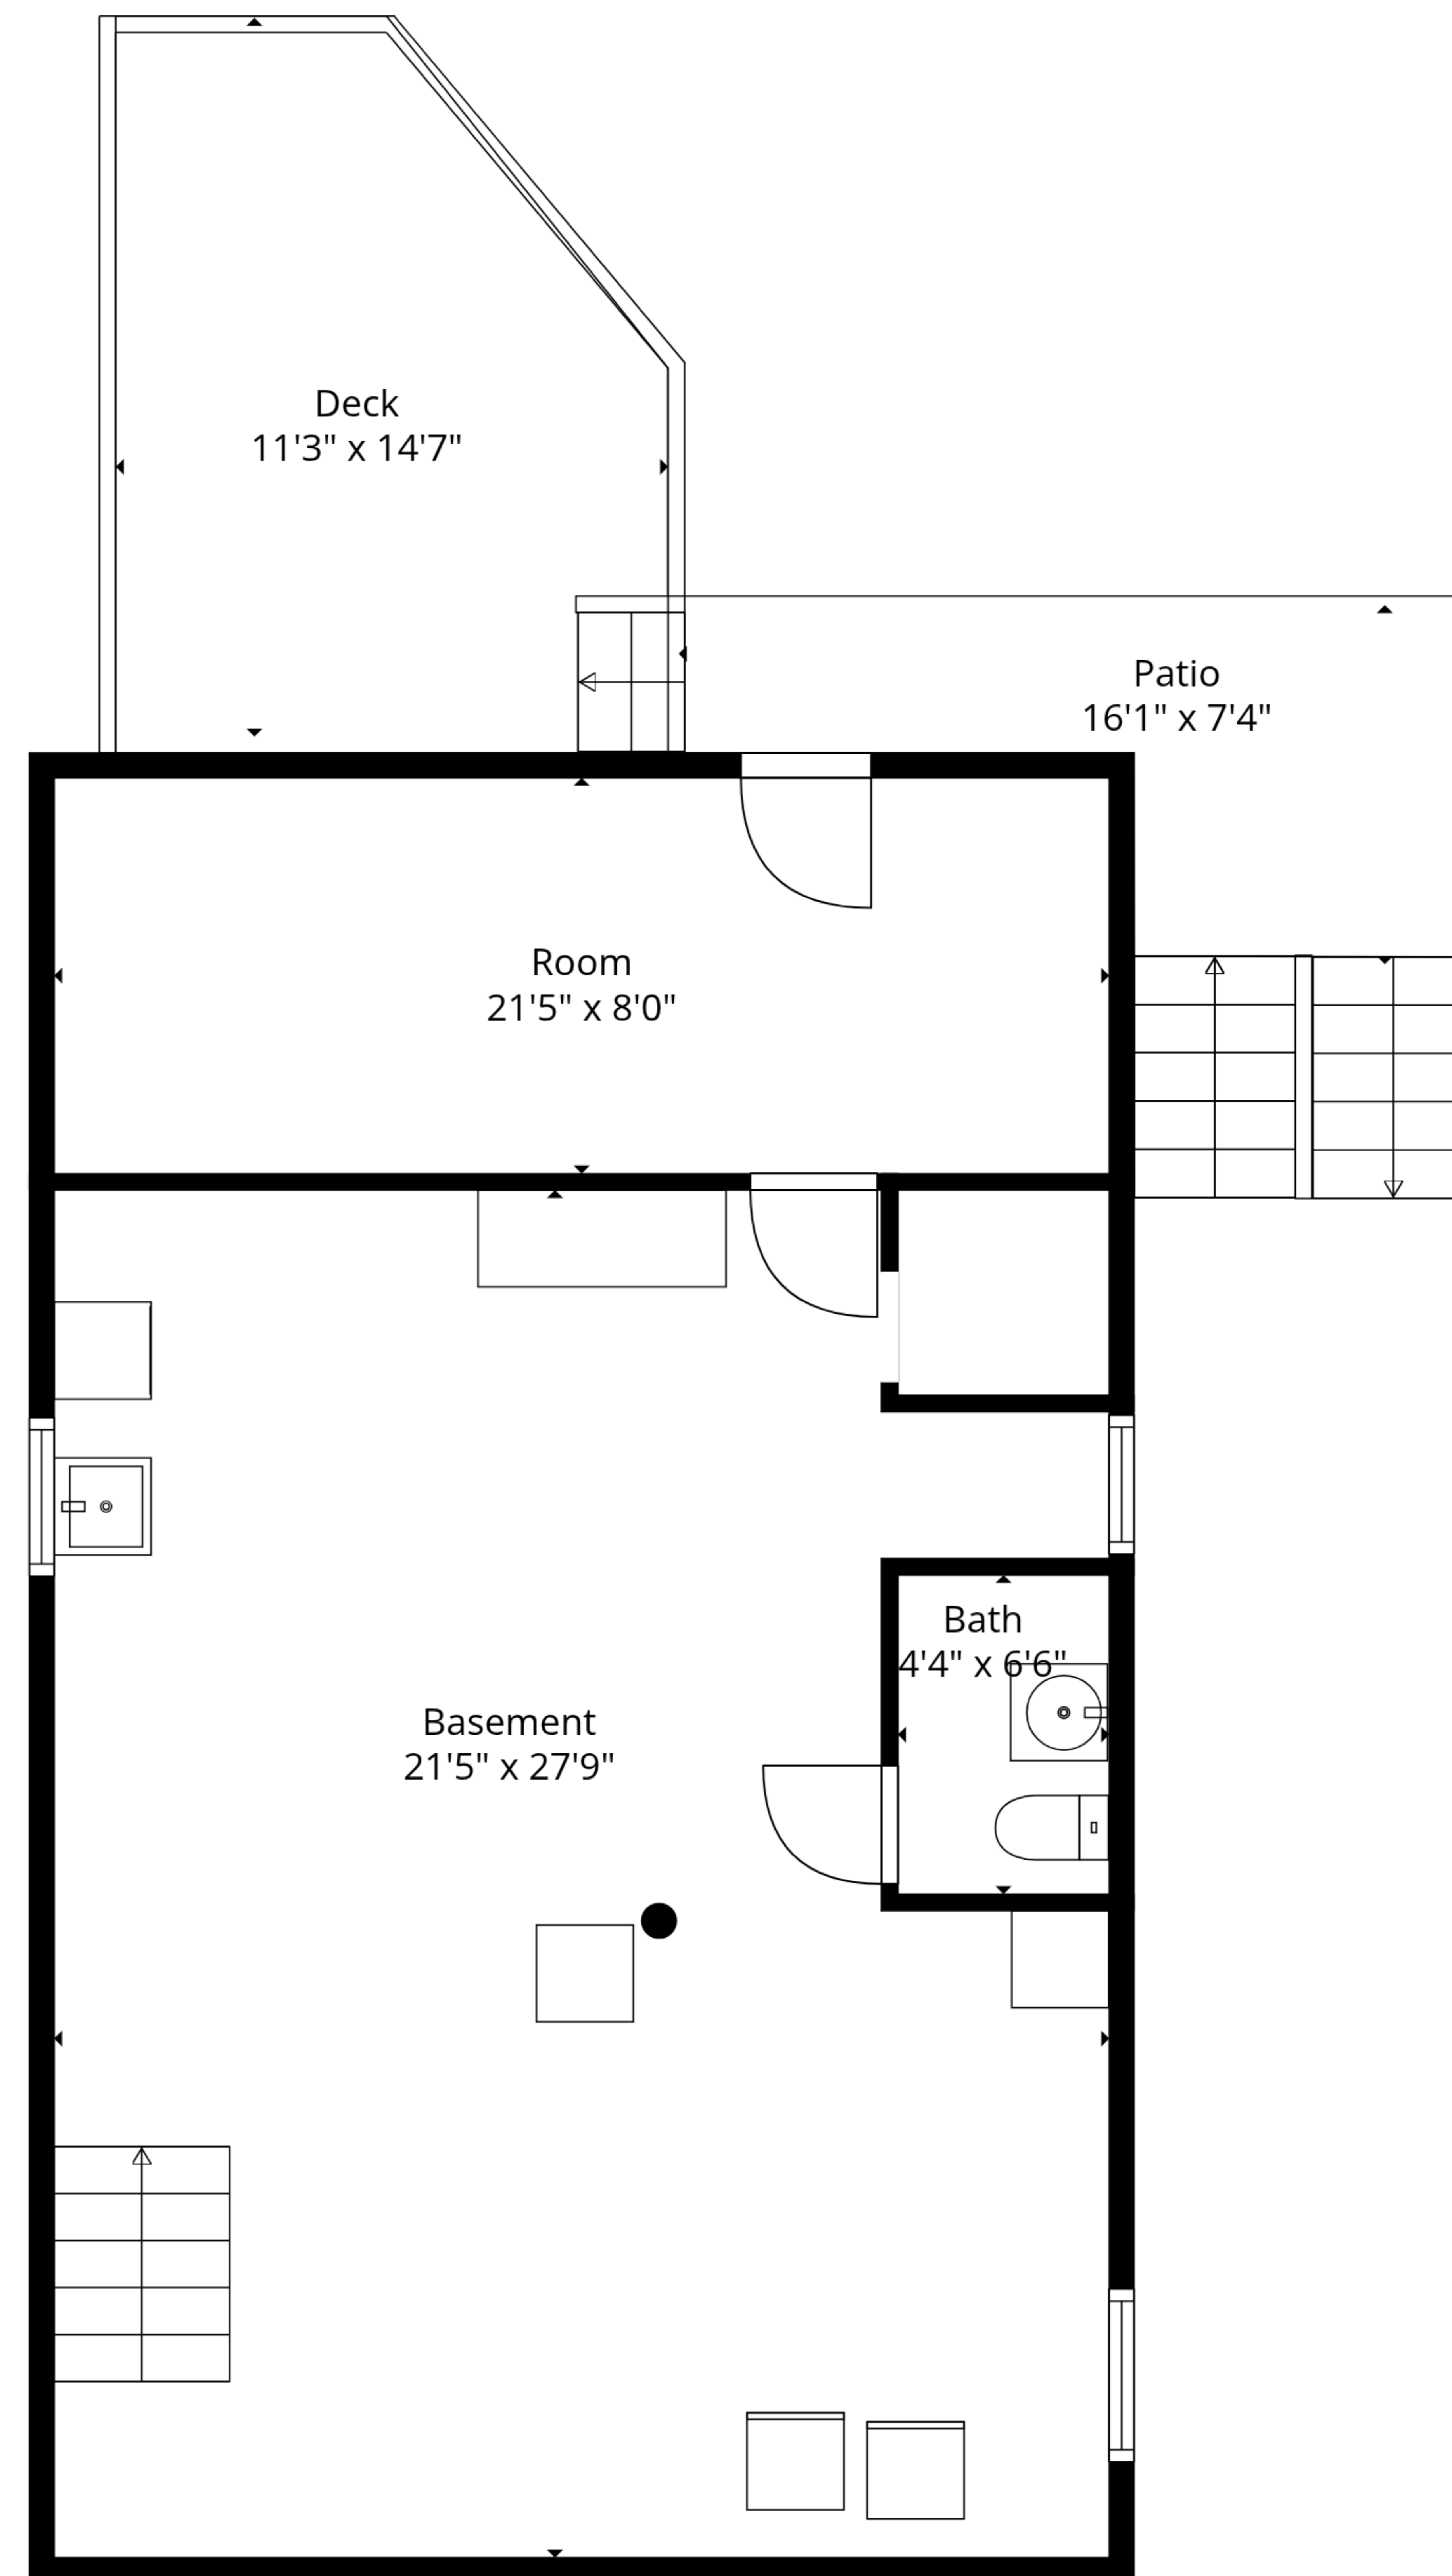 Deck
11'3" x 14'7"
Patio
16'1" x 7'4"
Room
21'5" x 8'0"
Bath
4'4" x 6'6"
Basement
21'5" x 27'9"